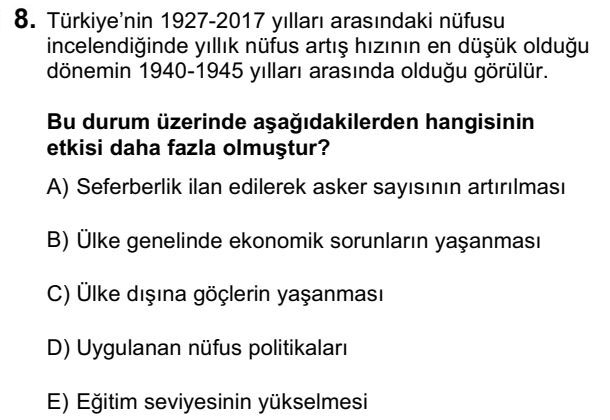 8. Türkiye'nin 1927-2017 yılları arasındaki nüfusu
incelendiğinde yıllık nüfus artış hızının en düşük olduğu
dönemin 1940-1945 yılları arasında olduğu görülür.
Bu durum üzerinde aşağıdakilerden hangisinin
etkisi daha fazla olmuştur?
A) Seferberlik ilan edilerek asker sayısının artırılması
B) Ülke genelinde ekonomik sorunların yaşanması
C) Ülke dışına göçlerin yaşanması
D) Uygulanan nüfus politikaları
E) Eğitim seviyesinin yükselmesi